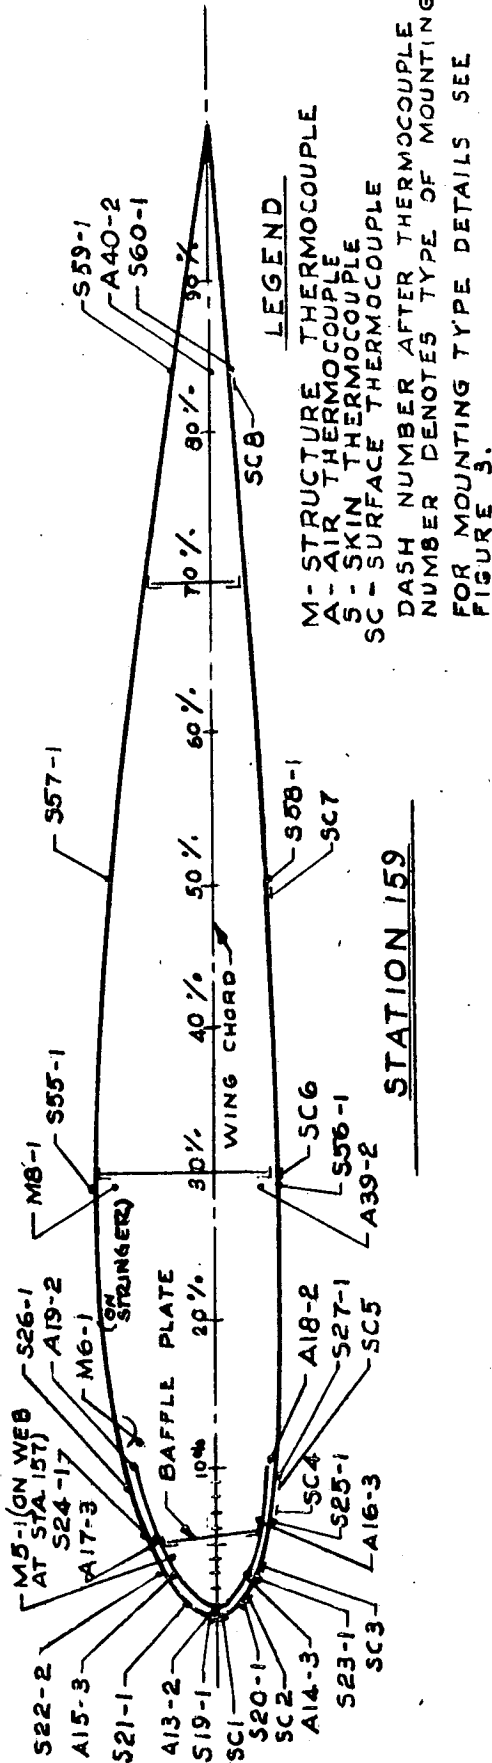 S22-2
A15-3
S21-1
A13-2
S19-1
SC1
S20-1
SC2
A14-3
S23-1
SC3
M5-1 (ON WEB
AT STA. 157)
S24-1
A17-3
S26-1
A19-2
M6-1
(ON
STRINGER)
BAFFLE PLATE
M8-1
S55-1
S57-1
S59-1
A40-2
S60-1
10%
20%
30%
40%
50%
60%
70%
80%
90%
WING CHORD
SC4
S25-1
A16-3
A18-2
S27-1
SC5
SC6
S56-1
A39-2
S58-1
SC7
SC8
STATION 159
LEGEND
M- STRUCTURE THERMOCOUPLE
A- AIR THERMOCOUPLE
S - SKIN THERMOCOUPLE
SC - SURFACE THERMOCOUPLE
DASH NUMBER AFTER THERMOCOUPLE
NUMBER DENOTES TYPE OF MOUNTING
FOR MOUNTING TYPE DETAILS SEE
FIGURE 3.